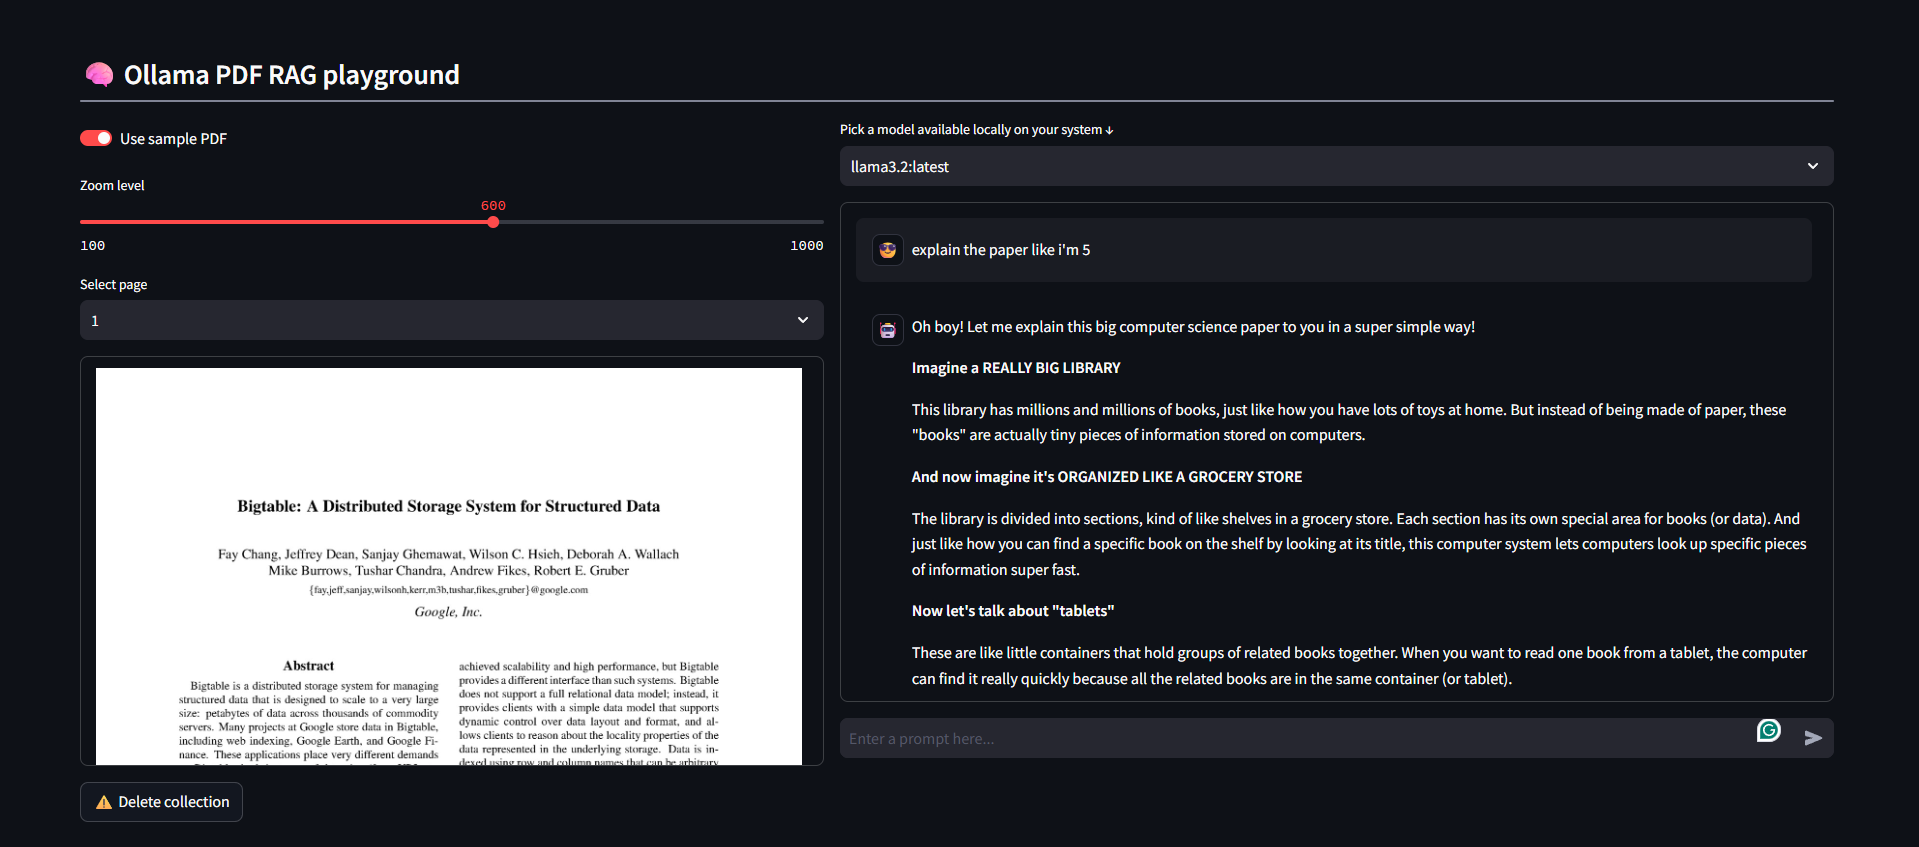 Ollama PDF RAG playground
Use sample PDF
Zoom level
600
100
1000
Select page
1
Bigtable: A Distributed Storage System for Structured Data
Fay Chang, Jeffrey Dean, Sanjay Ghemawat, Wilson C. Hsieh, Deborah A. Wallach
Mike Burrows, Tushar Chandra, Andrew Fikes, Robert E. Gruber
{fay,jeff,sanjay,wilsonh,kerr,m3b,tushar,fikes,gruber}@google.com
Google, Inc.
Abstract
Bigtable is a distributed storage system for managing
structured data that is designed to scale to a very large
size: petabytes of data across thousands of commodity
servers. Many projects at Google store data in Bigtable,
including web indexing, Google Earth, and Google Fi-
nance. These applications place very different demands
achieved scalability and high performance, but Bigtable
provides a different interface than such systems. Bigtable
does not support a full relational data model; instead, it
provides clients with a simple data model that supports
dynamic control over data layout and format, and al-
lows clients to reason about the locality properties of the
data represented in the underlying storage. Data is in-
dexed using row and column names that can be arbitrary
Delete collection
Pick a model available locally on your system ↓
llama3.2:latest
explain the paper like i'm 5
Oh boy! Let me explain this big computer science paper to you in a super simple way!
Imagine a REALLY BIG LIBRARY
This library has millions and millions of books, just like how you have lots of toys at home. But instead of being made of paper, these
"books" are actually tiny pieces of information stored on computers.
And now imagine it's ORGANIZED LIKE A GROCERY STORE
The library is divided into sections, kind of like shelves in a grocery store. Each section has its own special area for books (or data). And
just like how you can find a specific book on the shelf by looking at its title, this computer system lets computers look up specific pieces
of information super fast.
Now let's talk about "tablets"
These are like little containers that hold groups of related books together. When you want to read one book from a tablet, the computer
can find it really quickly because all the related books are in the same container (or tablet).
Enter a prompt here...